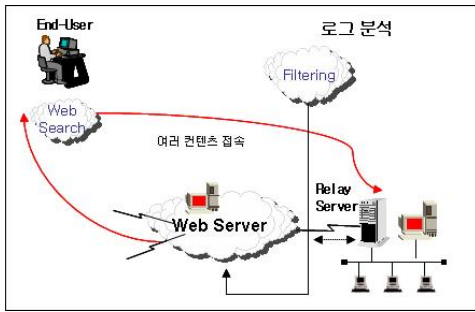 End-User
로그 분석
Filtering
Web
Search
여러 컨텐츠 접속
Relay
Server
Web Server